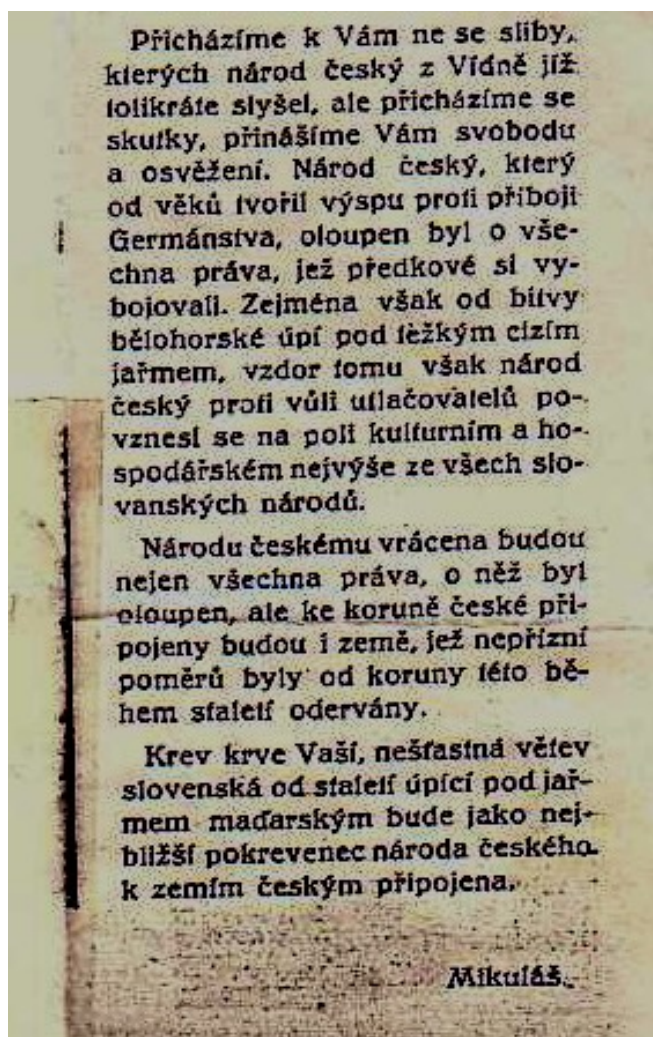 Přicházíme k Vám ne se sliby,
kterých národ český z Vídně jíž
tolikráte slyšel, ale přicházíme se
skutky, přinášíme Vám svobodu
a osvěžení. Národ český, který
od věků tvořil výspu proti příboji
Germánstva, oloupen byl o vše-
chna práva, jež předkové si vy-
bojovali. Zejména však od bitvy
bělohorské úpí pod těžkým cizím
jařmem, vzdor tomu však národ
český proti vůli utlačovatelů po-
vznesl se na poli kulturním a ho-
spodářském nejvýše ze všech slo-
vanských národů.
Národu českému vrácena budou
nejen všechna práva, o něž byl
oloupen, ale ke koruně české při-
pojeny budou i země, jež nepřízní
poměrů byly od koruny této bě-
hem staletí odervány.
Krev krve Vaší, nešťastná větev
slovenská od staletí úpící pod jař-
mem maďarským bude jako nej-
bližší pokrevenec národa českého
k zemím českým připojena.
Mikuláš.